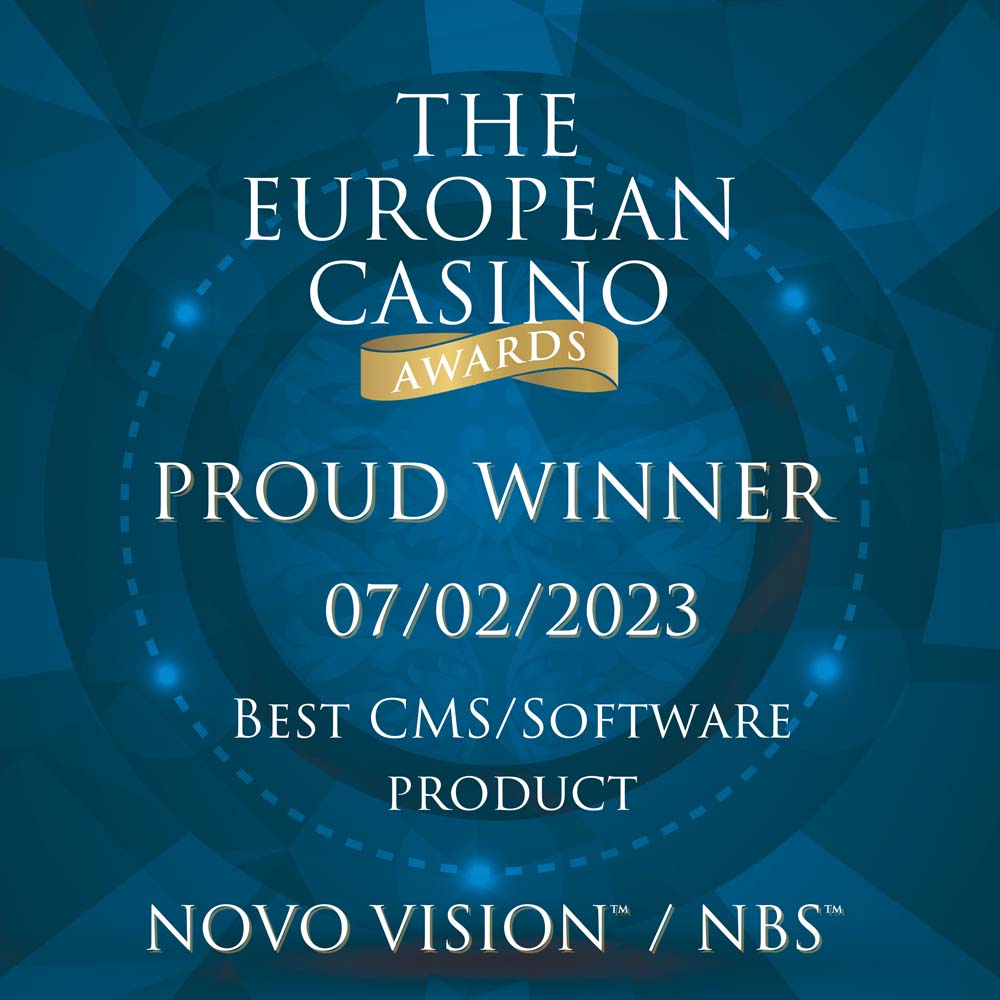 THE
EUROPEAN
CASINO
AWARDS
PROUD WINNER
07/02/2023
BEST CMS/SOFTWARE
PRODUCT
NOVO VISION™ / NBS™